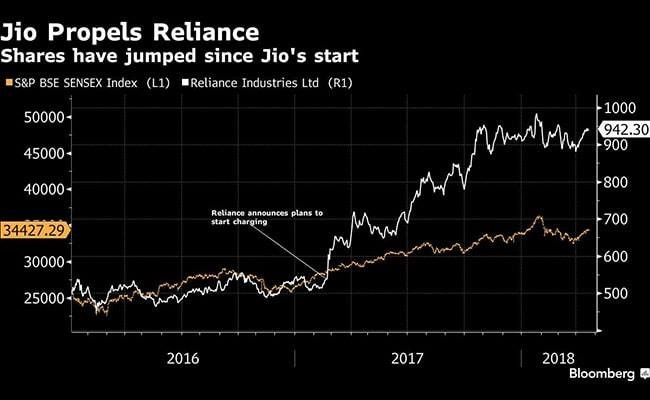 Jio Propels Reliance
Shares have jumped since Jio's start
S&P BSE SENSEX Index (L1) Reliance Industries Ltd (R1)
50000
45000
40000
34427.29
30000
25000
1000
942.30
900
800
700
600
500
Reliance announces plans to
start charging
2016 2017 2018
Bloomberg